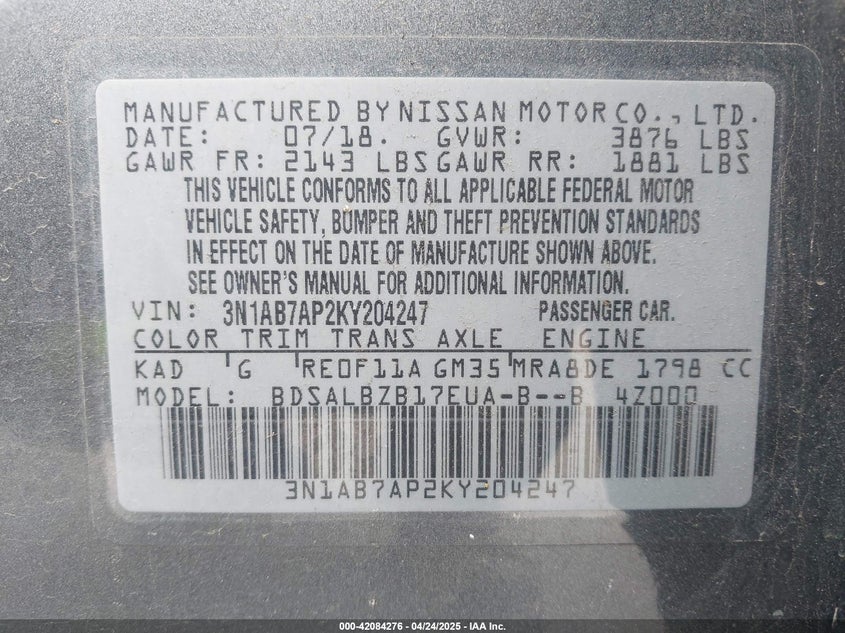 MANUFACTURED BY NISSAN MOTOR CO., LTD.
DATE: 07/18. GVWR: 3876 LBS
GAWR FR: 2143 LBS GAWR RR: 1881 LBS
THIS VEHICLE CONFORMS TO ALL APPLICABLE FEDERAL MOTOR
VEHICLE SAFETY, BUMPER AND THEFT PREVENTION STANDARDS
IN EFFECT ON THE DATE OF MANUFACTURE SHOWN ABOVE.
SEE OWNER'S MANUAL FOR ADDITIONAL INFORMATION.
VIN: 3N1AB7AP2KY204247 PASSENGER CAR.
COLOR TRIM TRANS AXLE ENGINE
KAD G RE0F11A GM35 MRA8DE 1798 CC
MODEL: BDSALBZB17EUA-B--B 4Z000
3N1AB7AP2KY204247
000-42084276 - 04/24/2025 - IAA Inc.